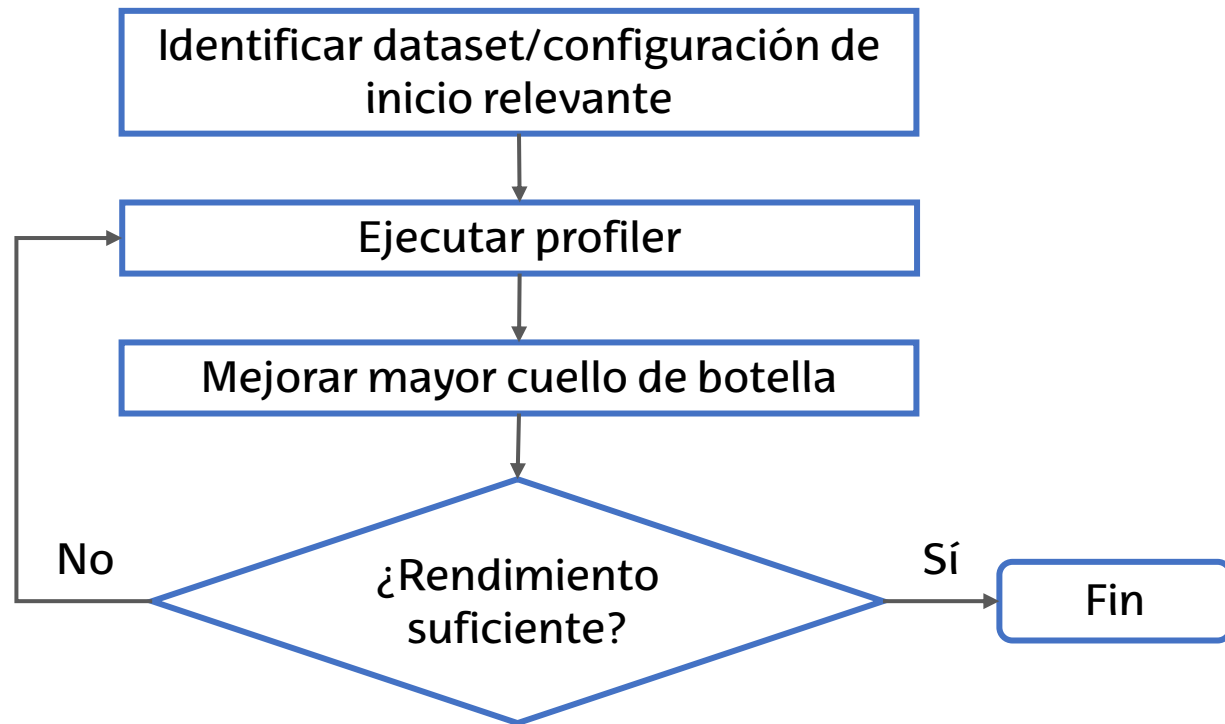 Identificar dataset/configuración de
inicio relevante
Ejecutar profiler
Mejorar mayor cuello de botella
No
¿Rendimiento
suficiente?
Sí
Fin